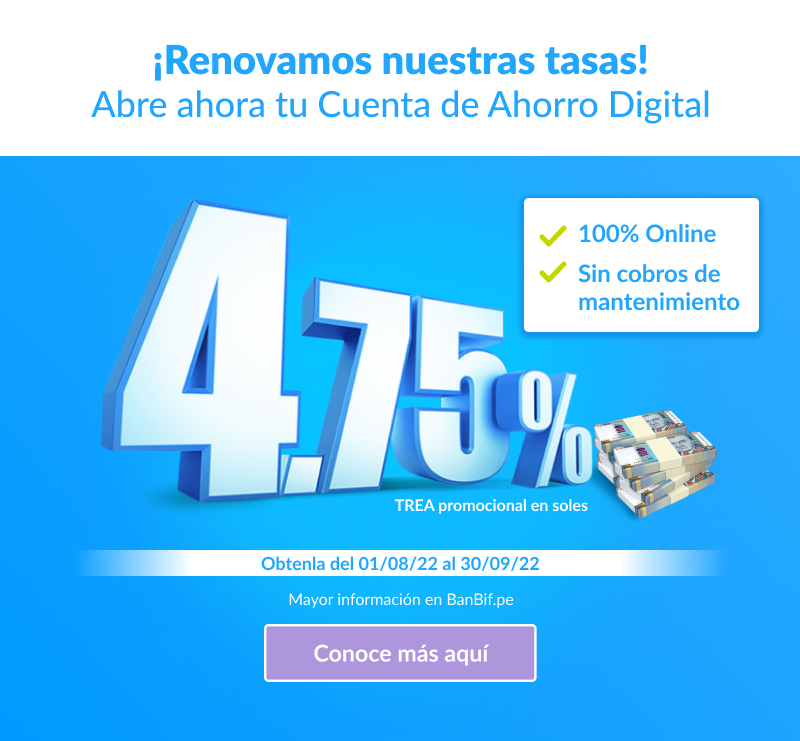 ¡Renovamos nuestras tasas!
Abre ahora tu Cuenta de Ahorro Digital
100% Online
Sin cobros de
mantenimiento
4.75%
TREA promocional en soles
Obtenla del 01/08/22 al 30/09/22
Mayor información en BanBif.pe
Conoce más aquí